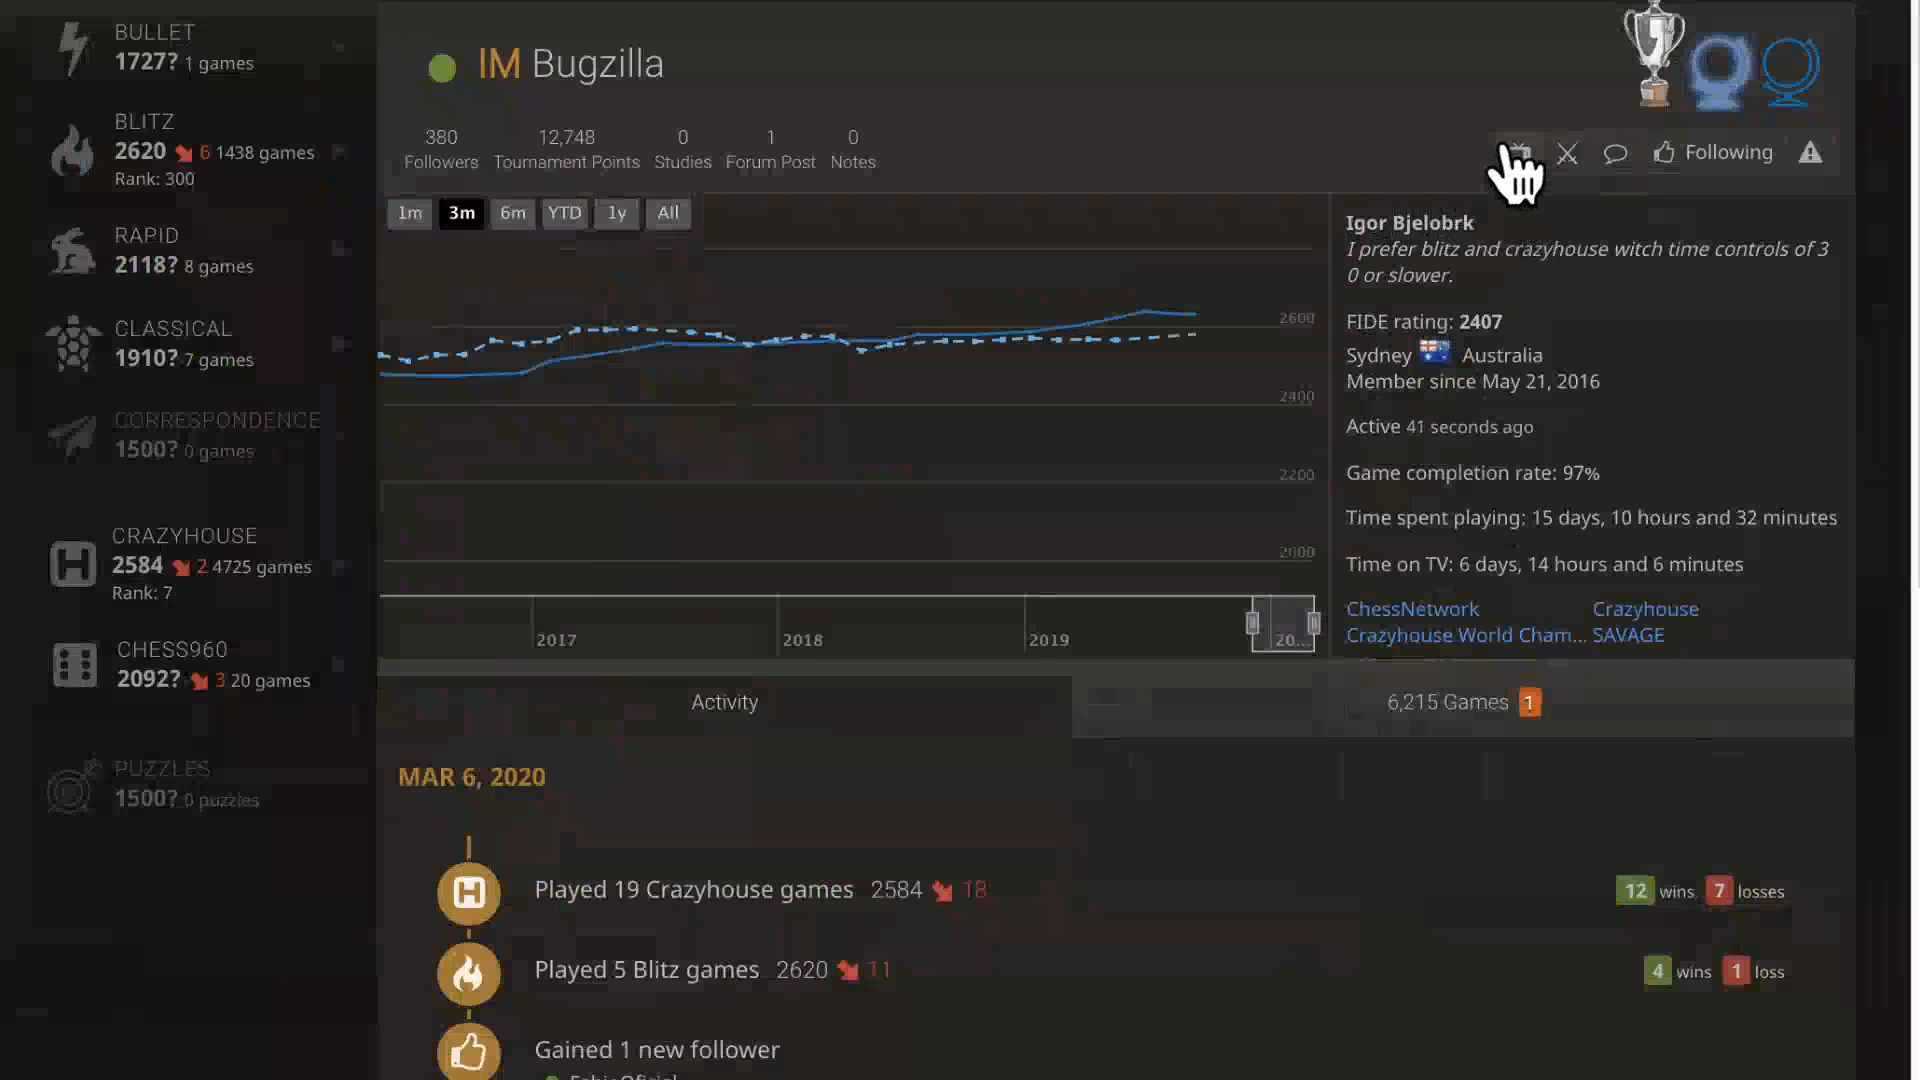 BULLET
1727? 1 games
BLITZ
2620 6 1438 games
Rank: 300
RAPID
2118? 8 games
CLASSICAL
1910? 7 games
CORRESPONDENCE
1500? 0 games
CRAZYHOUSE
2584 2 4725 games
Rank: 7
CHESS960
2092? 3 20 games
PUZZLES
1500? 0 puzzles
IM Bugzilla
380 12,748 0 1 0
Followers Tournament Points Studies Forum Post Notes
Following
1m 3m 6m YTD 1y All
2600
2400
2200
2000
2017 2018 2019 20...
Igor Bjelobrk
I prefer blitz and crazyhouse witch time controls of 3
0 or slower.
FIDE rating: 2407
Sydney Australia
Member since May 21, 2016
Active 41 seconds ago
Game completion rate: 97%
Time spent playing: 15 days, 10 hours and 32 minutes
Time on TV: 6 days, 14 hours and 6 minutes
ChessNetwork Crazyhouse
Crazyhouse World Cham... SAVAGE
Activity 6,215 Games 1
MAR 6, 2020
Played 19 Crazyhouse games 2584 18 12 wins 7 losses
Played 5 Blitz games 2620 11 4 wins 1 loss
Gained 1 new follower